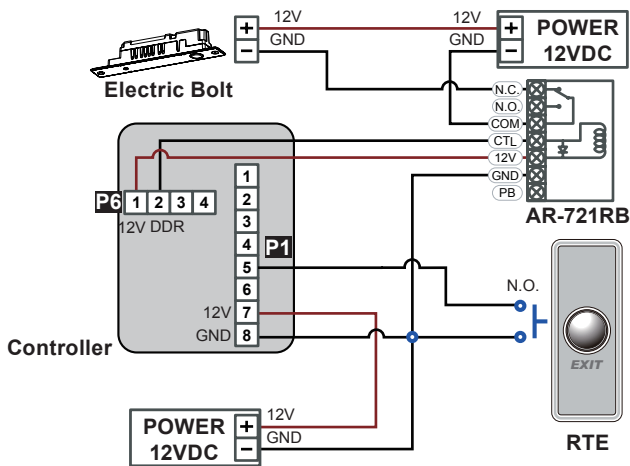 12V
12V
+
GND
GND
+
POWER
12VDC
−
−
Electric Bolt
N.C.
N.O.
COM
CTL
12V
GND
PB
AR-721RB
P6 1 2 3 4
12V DDR
1
2
3
4
P1
5
6
12V 7
GND 8
Controller
N.O.
EXIT
RTE
POWER
12VDC
+
−
12V
GND